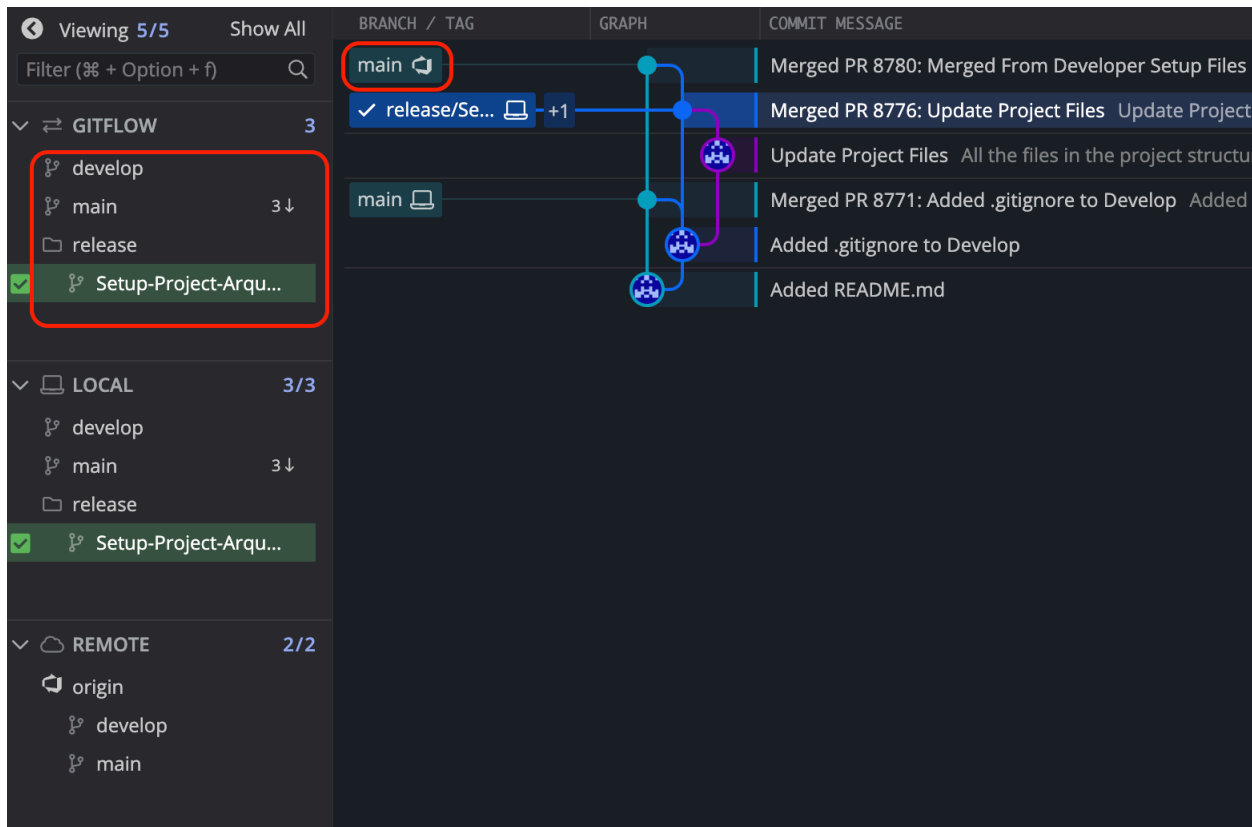 Viewing 5/5 Show All
Filter (⌘ + Option + f)
GITFLOW 3
develop
main 3↓
release
Setup-Project-Arqu...
LOCAL 3/3
develop
main 3↓
release
Setup-Project-Arqu...
REMOTE 2/2
origin
develop
main
BRANCH / TAG GRAPH COMMIT MESSAGE
main Merged PR 8780: Merged From Developer Setup Files
release/Se... +1 Merged PR 8776: Update Project Files Update Project
Update Project Files All the files in the project structu
main Merged PR 8771: Added .gitignore to Develop Added
Added .gitignore to Develop
Added README.md